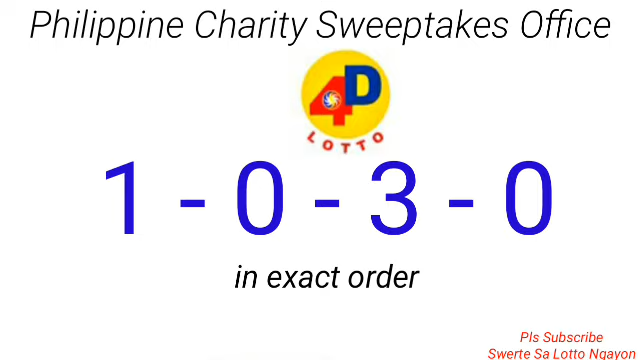 Philippine Charity Sweeptakes Office
4D
LOTTO
1 - 0 - 3 - 0
in exact order
Pls Subscribe
Swerte Sa Lotto Ngayon